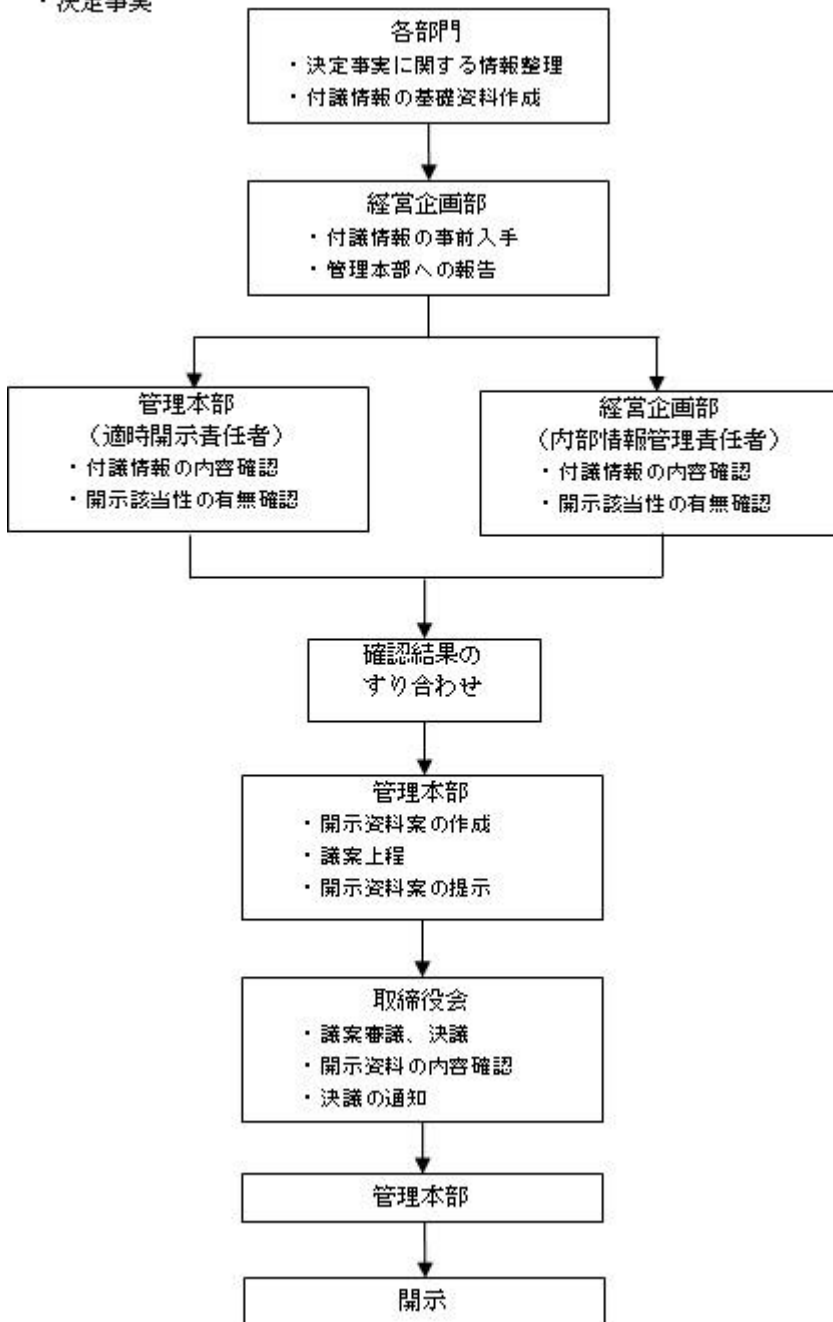 ・決定事実
各部門
・決定事実に関する情報整理
・付議情報の基礎資料作成
経営企画部
・付議情報の事前入手
・管理本部への報告
管理本部
（適時開示責任者）
・付議情報の内容確認
・開示該当性の有無確認
経営企画部
（内部情報管理責任者）
・付議情報の内容確認
・開示該当性の有無確認
確認結果の
すり合わせ
管理本部
・開示資料案の作成
・議案上程
・開示資料案の提示
取締役会
・議案審議、決議
・開示資料の内容確認
・決議の通知
管理本部
開示